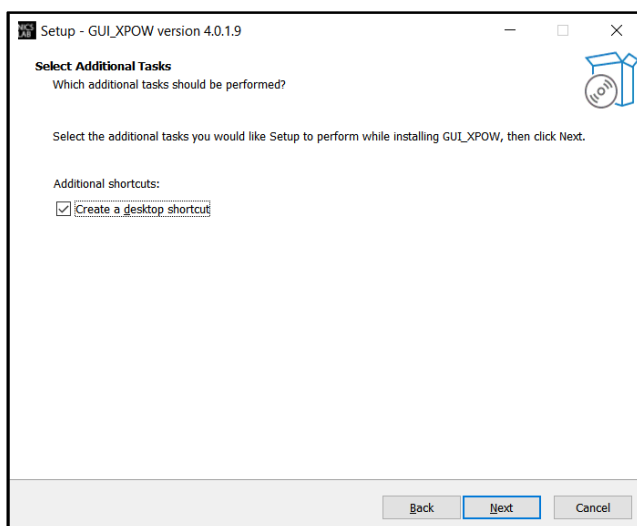 NICS
LAB
Setup - GUI_XPOW version 4.0.1.9
Select Additional Tasks
Which additional tasks should be performed?
Select the additional tasks you would like Setup to perform while installing GUI_XPOW, then click Next.
Additional shortcuts:
Create a desktop shortcut
Back Next Cancel